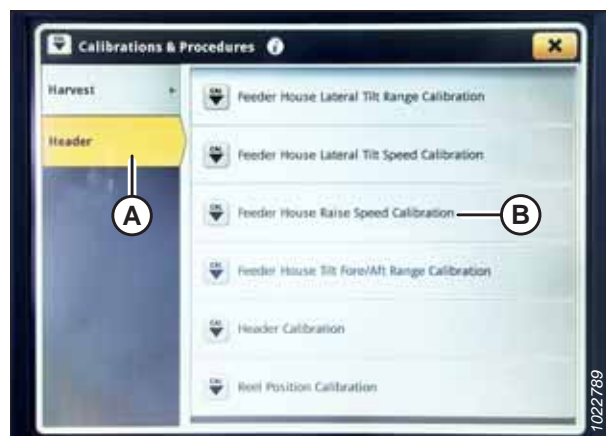 Calibrations & Procedures
Harvest
Header
Feeder House Lateral Tilt Range Calibration
Feeder House Lateral Tilt Speed Calibration
Feeder House Raise Speed Calibration
Feeder House Tilt Fore/Aft Range Calibration
Header Calibration
Reel Position Calibration
A
B
1022789